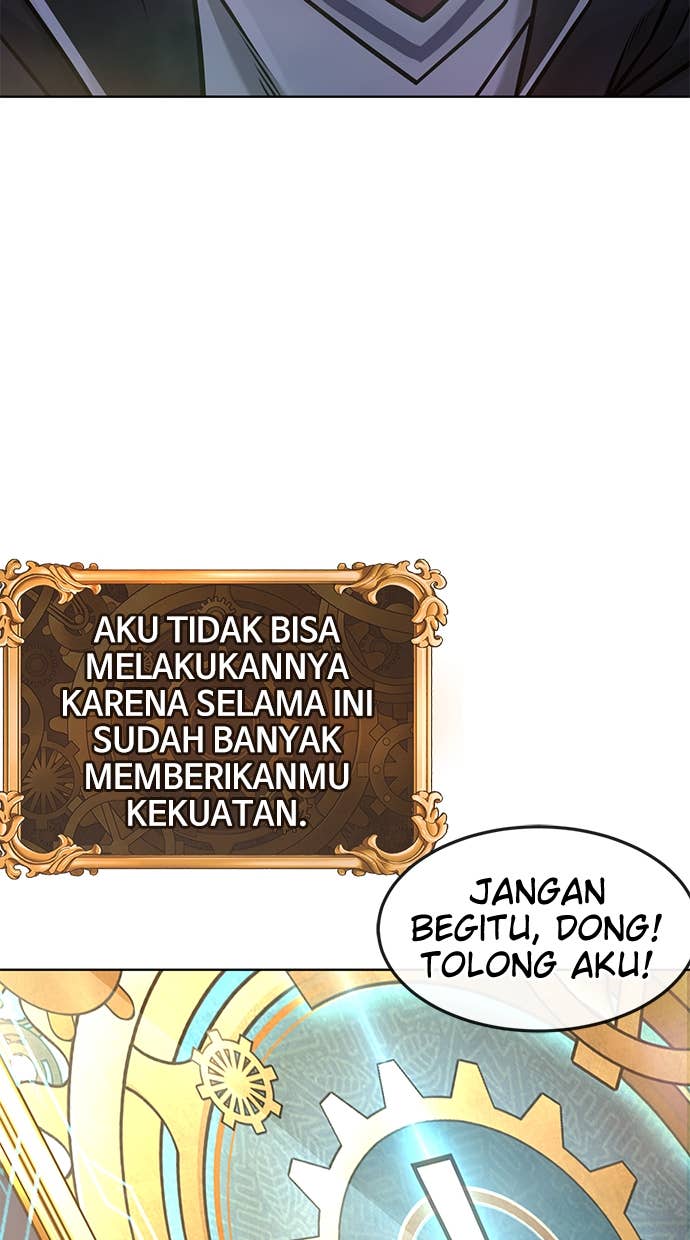 AKU TIDAK BISA
MELAKUKANNYA
KARENA SELAMA INI
SUDAH BANYAK
MEMBERIKANMU
KEKUATAN.
JANGAN
BEGITU, DONG!
TOLONG AKU!